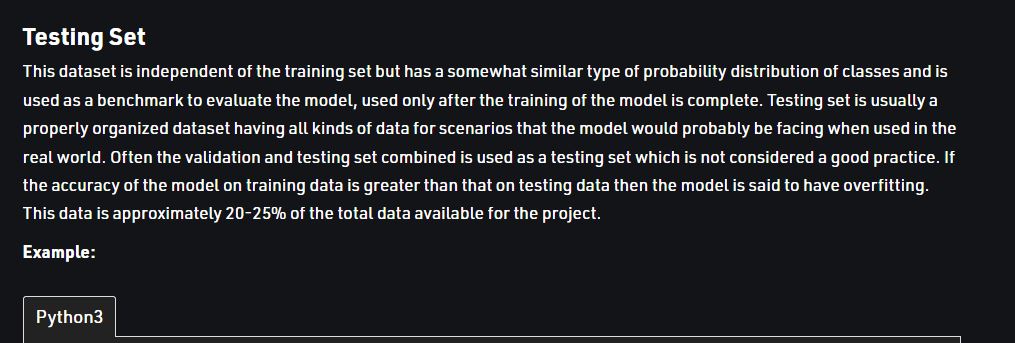 Testing Set
This dataset is independent of the training set but has a somewhat similar type of probability distribution of classes and is
used as a benchmark to evaluate the model, used only after the training of the model is complete. Testing set is usually a
properly organized dataset having all kinds of data for scenarios that the model would probably be facing when used in the
real world. Often the validation and testing set combined is used as a testing set which is not considered a good practice. If
the accuracy of the model on training data is greater than that on testing data then the model is said to have overfitting.
This data is approximately 20-25% of the total data available for the project.
Example:
Python3